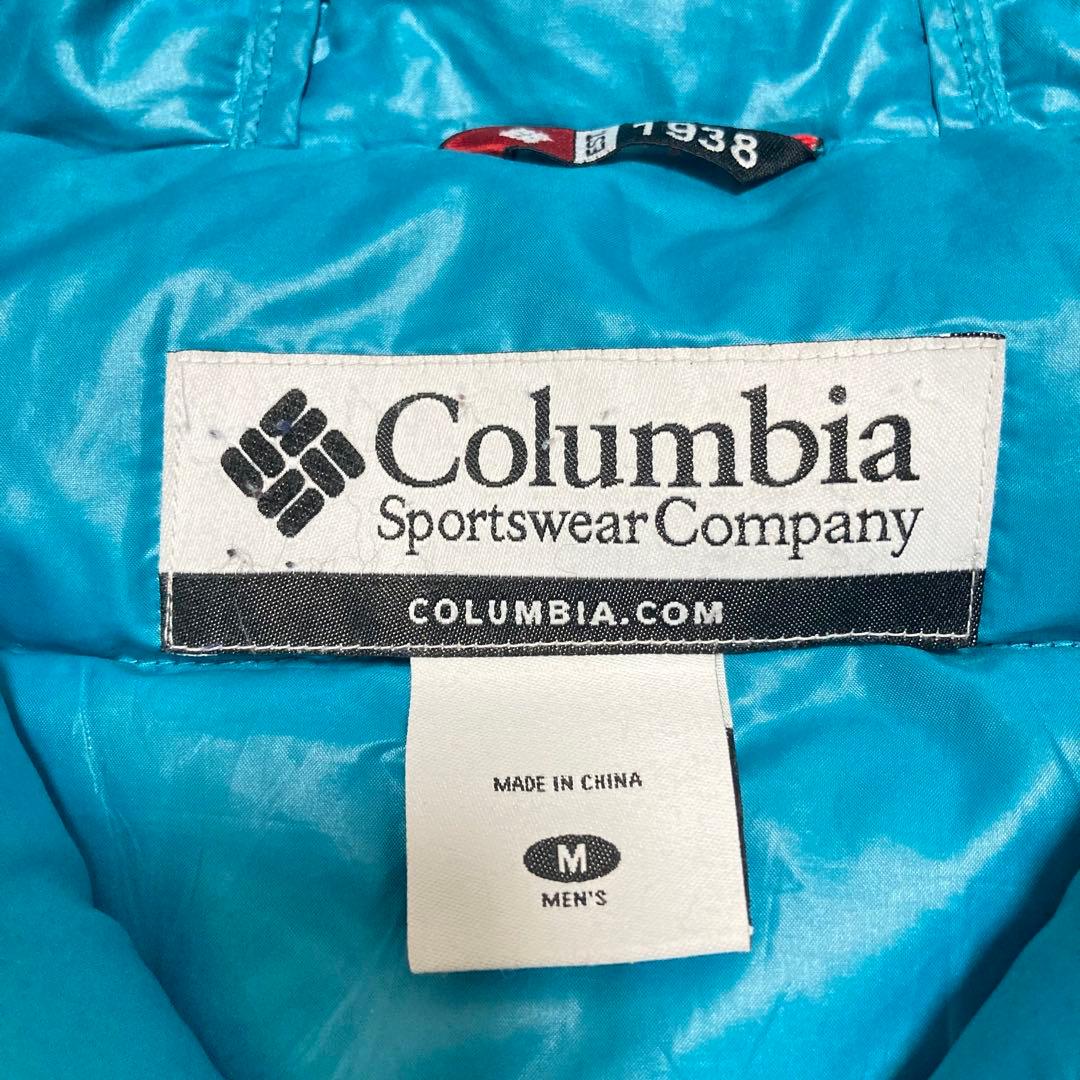 EST 1938
Columbia
Sportswear Company
COLUMBIA.COM
MADE IN CHINA
M
MEN'S